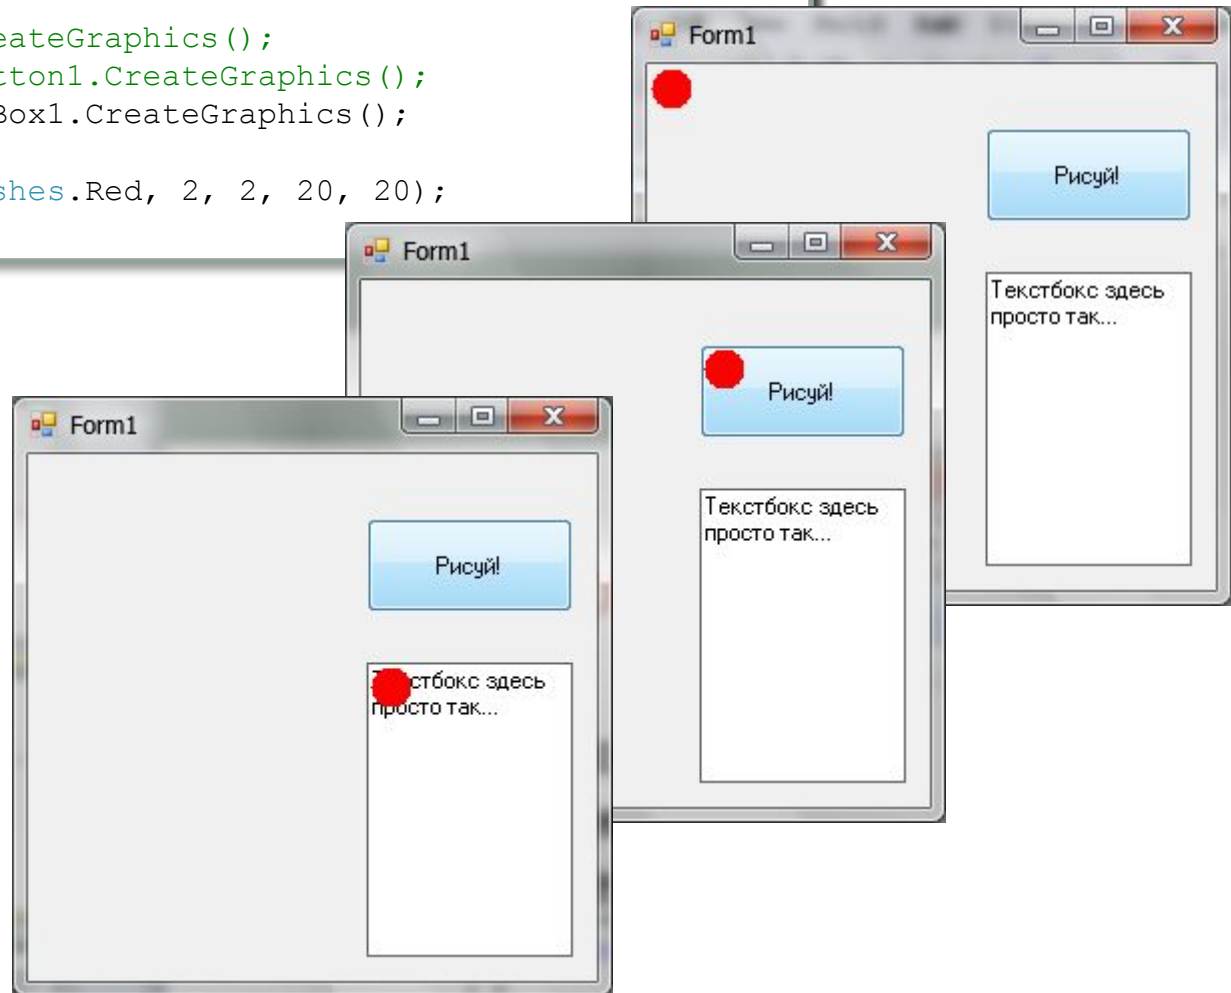 eateGraphics();
tton1.CreateGraphics();
Box1.CreateGraphics();
shes.Red, 2, 2, 20, 20);
Form1
Рисуй!
Текстбокс здесь
просто так...
Form1
Рисуй!
Текстбокс здесь
просто так...
Form1
Рисуй!
стбокс здесь
просто так...